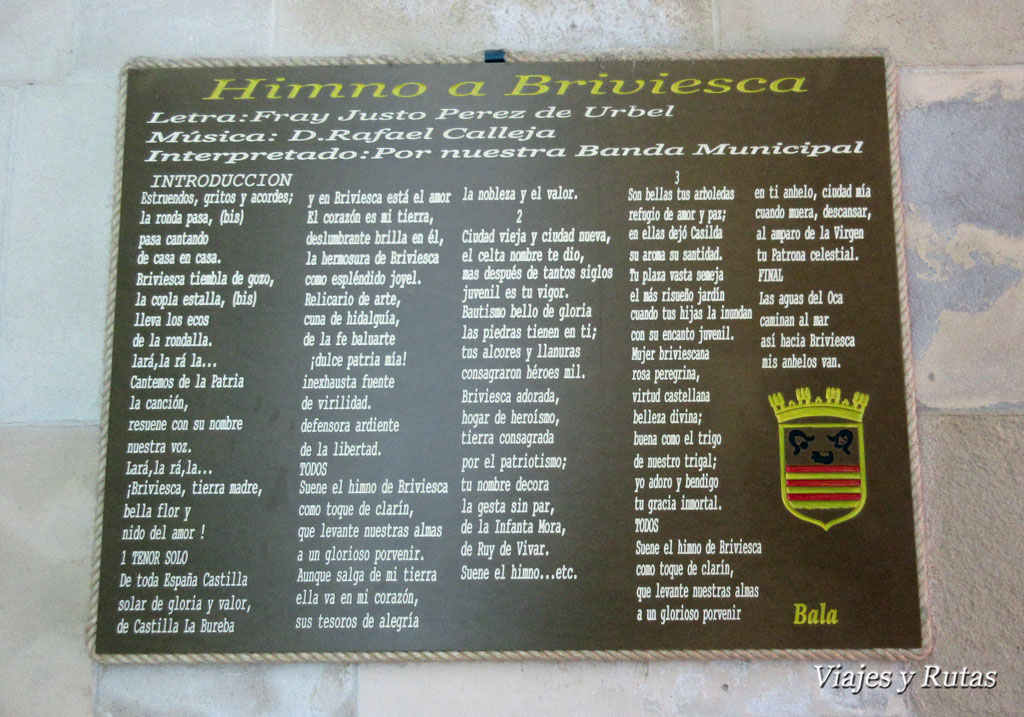 Himno a Briviesca
Letra:Fray Justo Perez de Urbel
Música: D.Rafael Calleja
Interpretado:Por nuestra Banda Municipal
INTRODUCCION
Estruendos, gritos y acordes;
la ronda pasa, (bis)
pasa cantando
de casa en casa.
Briviesca tiembla de gozo,
la copla estalla, (bis)
lleva los ecos
de la rondalla.
lará,la rá la...
Cantemos de la Patria
la canción,
resuene con su nombre
nuestra voz.
Lará,la rá,la...
¡Briviesca, tierra madre,
bella flor y
nido del amor !
1 TENOR SOLO
De toda España Castilla
solar de gloria y valor,
de Castilla La Bureba
y en Briviesca está el amor
El corazón es mi tierra,
deslumbrante brilla en él,
la hermosura de Briviesca
como espléndido joyel.
Relicario de arte,
cuna de hidalguía,
de la fe baluarte
¡dulce patria mía!
inexhausta fuente
de virilidad.
defensora ardiente
de la libertad.
TODOS
Suene el himno de Briviesca
como toque de clarín,
que levante nuestras almas
a un glorioso porvenir.
Aunque salga de mi tierra
ella va en mi corazón,
sus tesoros de alegría
la nobleza y el valor.
2
Ciudad vieja y ciudad nueva,
el celta nombre te dio,
mas después de tantos siglos
juvenil es tu vigor.
Bautismo bello de gloria
las piedras tienen en ti;
tus alcores y llanuras
consagraron héroes mil.
Briviesca adorada,
hogar de heroísmo,
tierra consagrada
por el patriotismo;
tu nombre decora
la gesta sin par,
de la Infanta Mora,
de Ruy de Vivar.
Suene el himno...etc.
3
Son bellas tus arboledas
refugio de amor y paz;
en ellas dejó Casilda
su aroma su santidad.
Tu plaza vasta semeja
el más risueño jardín
cuando tus hijas la inundan
con su encanto juvenil.
Mujer briviescana
rosa peregrina,
virtud castellana
belleza divina;
buena como el trigo
de nuestro trigal;
yo adoro y bendigo
tu gracia inmortal.
TODOS
Suene el himno de Briviesca
como toque de clarín,
que levante nuestras almas
a un glorioso porvenir
en ti anhelo, ciudad mía
cuando muera, descansar,
al amparo de la Virgen
tu Patrona celestial.
FINAL
Las aguas del Oca
caminan al mar
así hacia Briviesca
mis anhelos van.
Bala
Viajes y Rutas